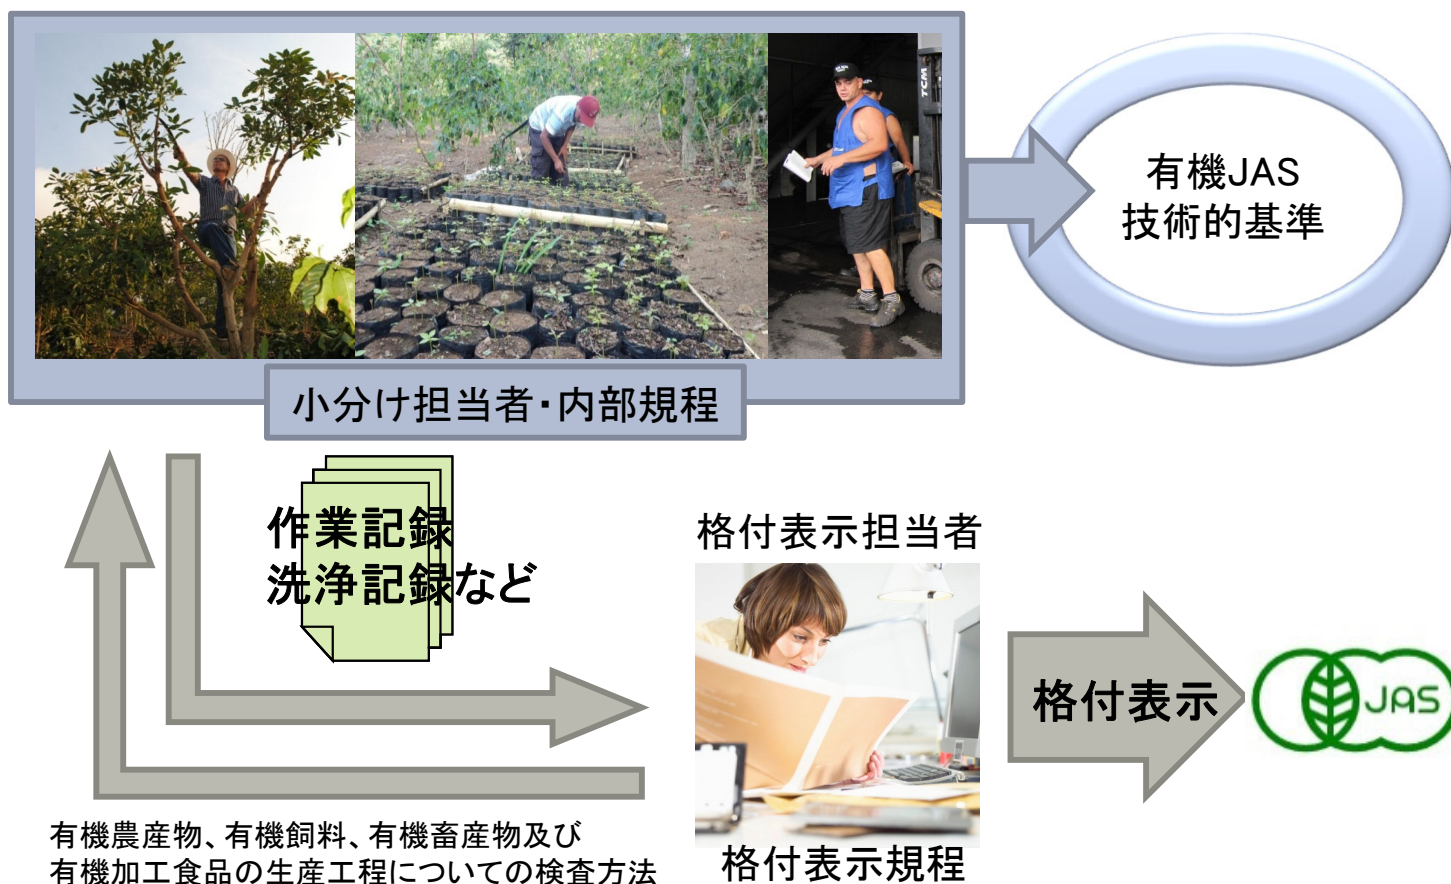 TCM
有機JAS
技術的基準
小分け担当者・内部規程
作業記録
洗浄記録など
格付表示担当者
格付表示
JAS
格付表示規程
有機農産物、有機飼料、有機畜産物及び
有機加工食品の生産工程についての検査方法